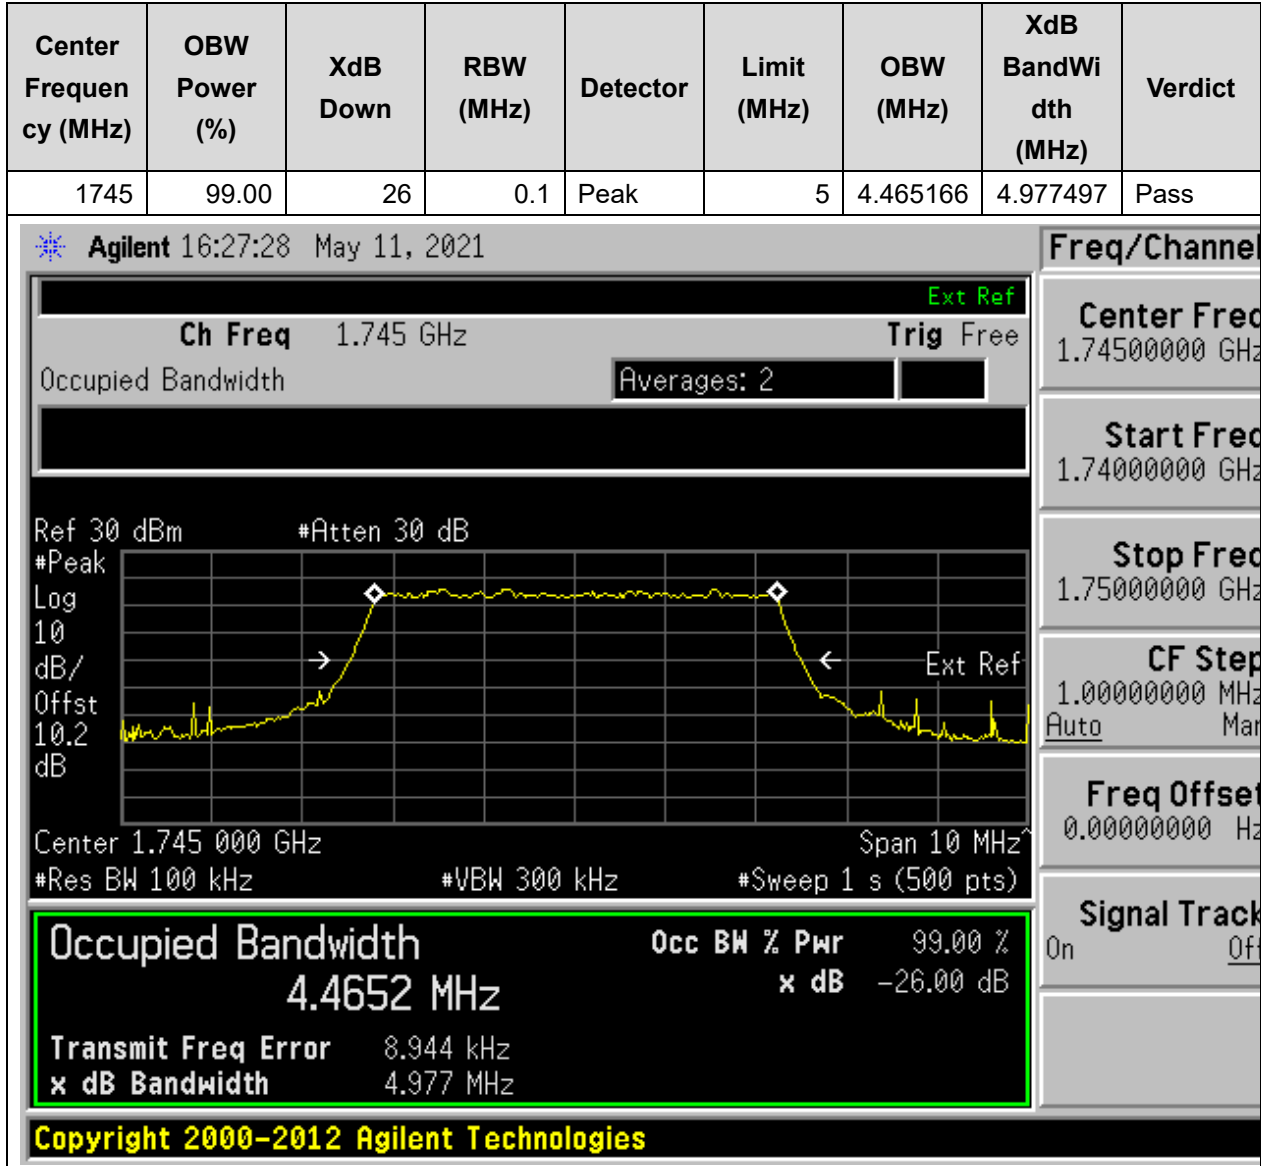 Center Frequency (MHz) OBW Power (%) XdB Down RBW (MHz) Detector Limit (MHz) OBW (MHz) XdB BandWidth (MHz) Verdict
1745 99.00 26 0.1 Peak 5 4.465166 4.977497 Pass
Agilent 16:27:28 May 11, 2021
Ext Ref
Ch Freq 1.745 GHz Trig Free
Occupied Bandwidth Averages: 2
Ref 30 dBm #Atten 30 dB
#Peak
Log
10
dB/
Offst
10.2
dB
Ext Ref
Center 1.745 000 GHz Span 10 MHz^
#Res BW 100 kHz #VBW 300 kHz #Sweep 1 s (500 pts)
Occupied Bandwidth Occ BW % Pwr 99.00 %
4.4652 MHz x dB -26.00 dB
Transmit Freq Error 8.944 kHz
x dB Bandwidth 4.977 MHz
Copyright 2000-2012 Agilent Technologies
Freq/Channel
Center Freq
1.74500000 GHz
Start Freq
1.74000000 GHz
Stop Freq
1.75000000 GHz
CF Step
1.00000000 MHz
Auto Man
Freq Offset
0.00000000 Hz
Signal Track
On Off